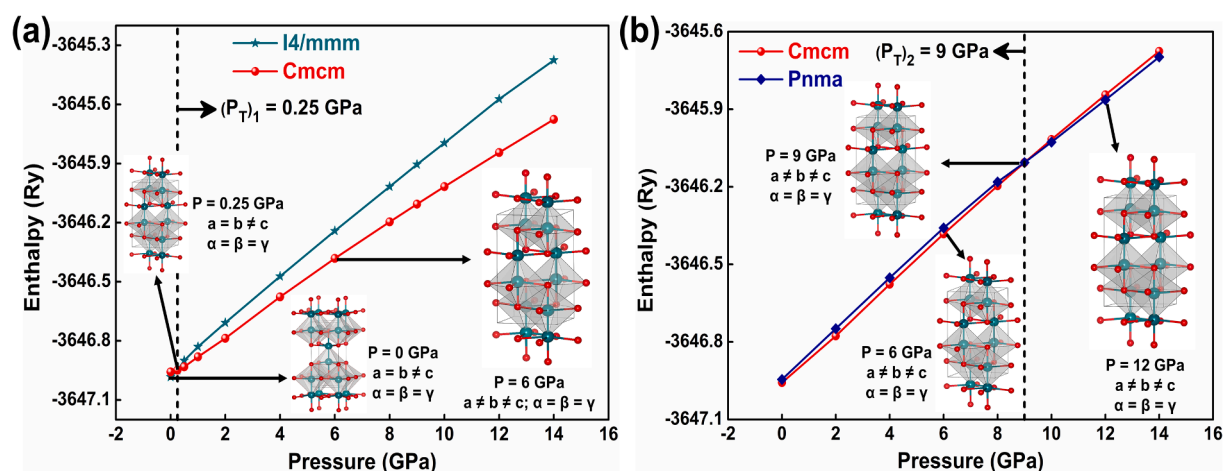 (a)
I4/mmm
Cmcm
(P_T)_1 = 0.25 GPa
Enthalpy (Ry)
-3645.3
-3645.6
-3645.9
-3646.2
-3646.5
-3646.8
-3647.1
P = 0.25 GPa
a = b ≠ c
α = β = γ
P = 0 GPa
a = b ≠ c
α = β = γ
P = 6 GPa
a ≠ b ≠ c; α = β = γ
-2 0 2 4 6 8 10 12 14 16
Pressure (GPa)
(b)
Cmcm
Pnma
(P_T)_2 = 9 GPa
Enthalpy (Ry)
-3645.6
-3645.9
-3646.2
-3646.5
-3646.8
-3647.1
P = 9 GPa
a ≠ b ≠ c
α = β = γ
P = 6 GPa
a ≠ b ≠ c
α = β = γ
P = 12 GPa
a ≠ b ≠ c
α = β = γ
-2 0 2 4 6 8 10 12 14 16
Pressure (GPa)